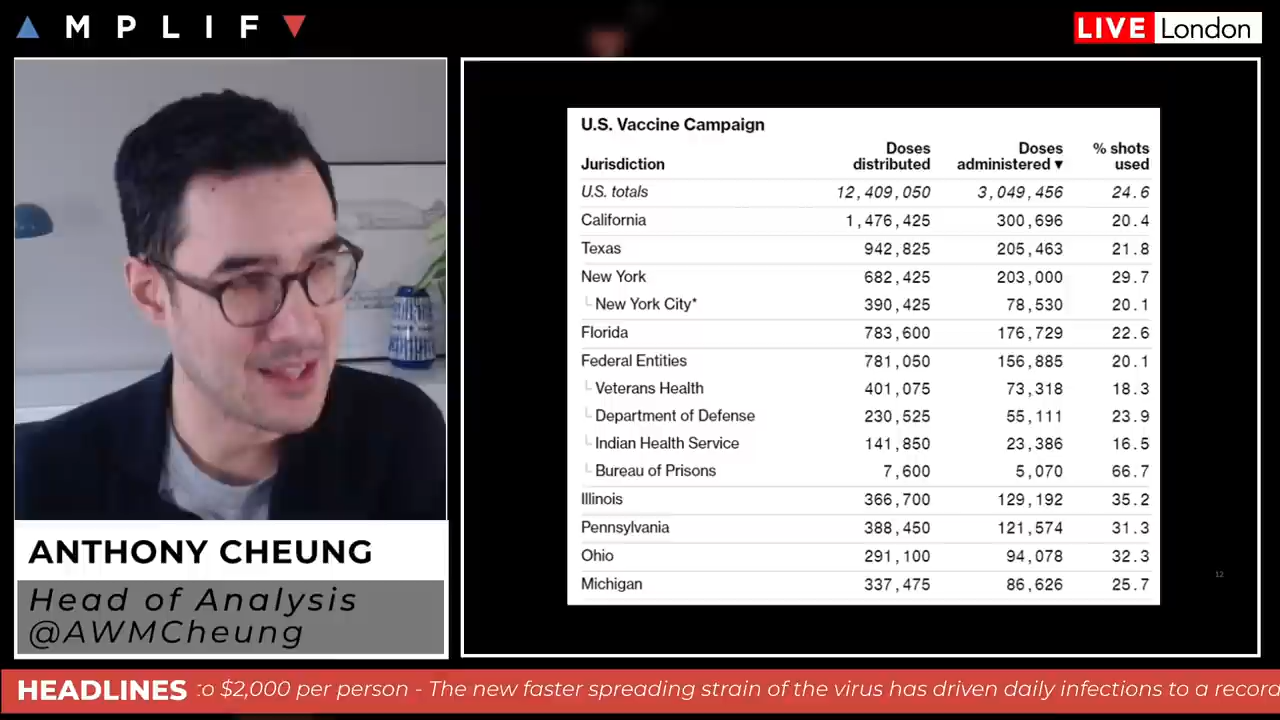 AMPLIFY
LIVE London
U.S. Vaccine Campaign
Jurisdiction Doses distributed Doses administered ▼ % shots used
U.S. totals 12,409,050 3,049,456 24.6
California 1,476,425 300,696 20.4
Texas 942,825 205,463 21.8
New York 682,425 203,000 29.7
New York City* 390,425 78,530 20.1
Florida 783,600 176,729 22.6
Federal Entities 781,050 156,885 20.1
Veterans Health 401,075 73,318 18.3
Department of Defense 230,525 55,111 23.9
Indian Health Service 141,850 23,386 16.5
Bureau of Prisons 7,600 5,070 66.7
Illinois 366,700 129,192 35.2
Pennsylvania 388,450 121,574 31.3
Ohio 291,100 94,078 32.3
Michigan 337,475 86,626 25.7
12
ANTHONY CHEUNG
Head of Analysis
@AWMCheung
HEADLINES to $2,000 per person - The new faster spreading strain of the virus has driven daily infections to a record